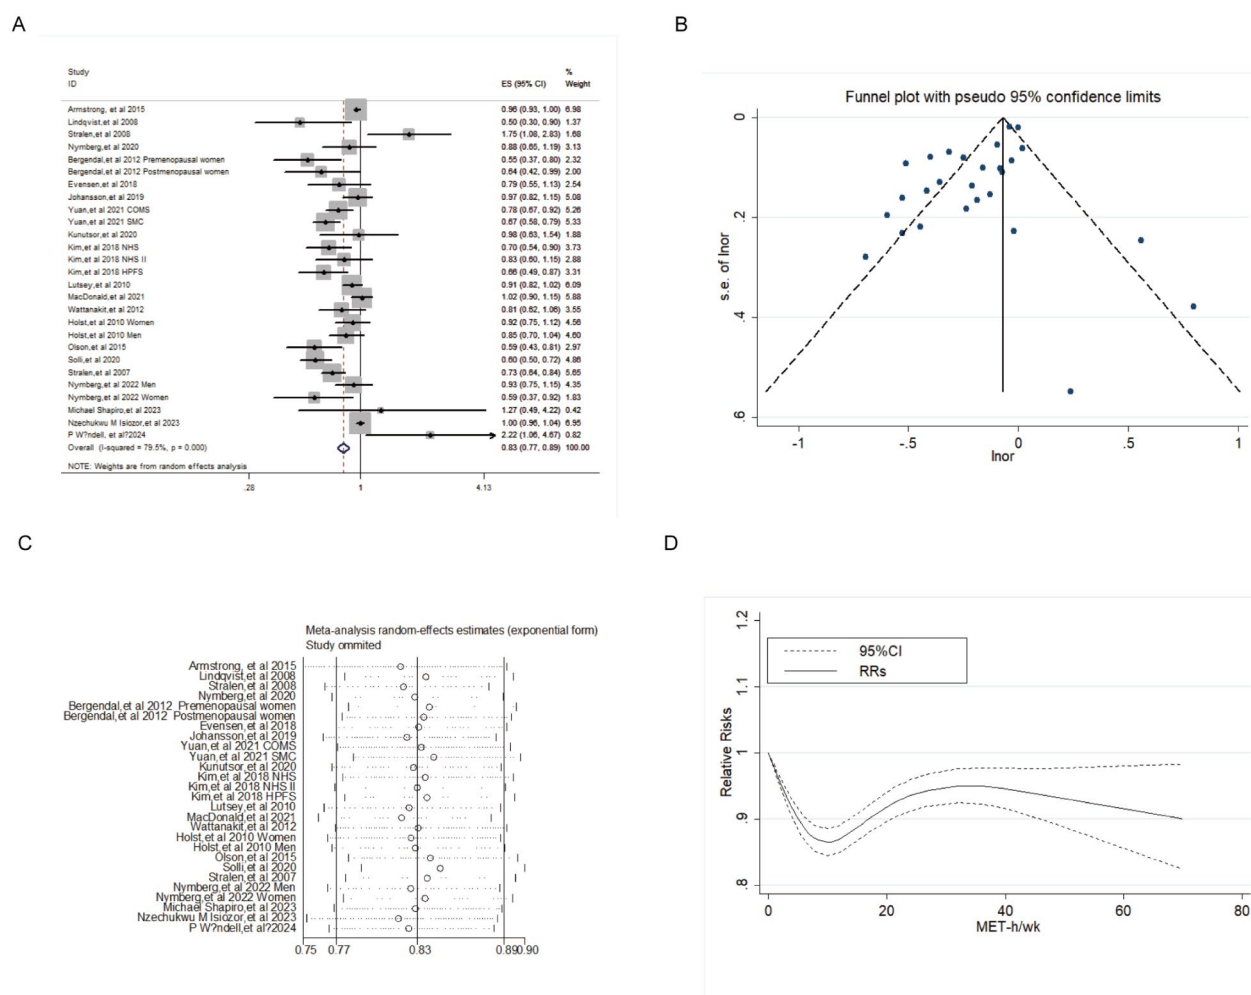 A
Study
ID
ES (95% CI)
%
Weight
Armstrong, et al 2015 0.96 (0.93, 1.00) 6.98
Lindqvist,et al 2008 0.50 (0.30, 0.90) 1.37
Stralen,et al 2008 1.75 (1.08, 2.83) 1.68
Nymberg,et al 2020 0.88 (0.65, 1.19) 3.13
Bergendal,et al 2012 Premenopausal women 0.55 (0.37, 0.80) 2.32
Bergendal,et al 2012 Postmenopausal women 0.64 (0.42, 0.99) 2.00
Evensen,et al 2018 0.79 (0.55, 1.13) 2.54
Johansson,et al 2019 0.97 (0.82, 1.15) 5.08
Yuan,et al 2021 COMS 0.78 (0.67, 0.92) 5.26
Yuan,et al 2021 SMC 0.67 (0.58, 0.79) 5.33
Kunutsor,et al 2020 0.98 (0.63, 1.54) 1.88
Kim,et al 2018 NHS 0.70 (0.54, 0.90) 3.73
Kim,et al 2018 NHS II 0.83 (0.60, 1.15) 2.88
Kim,et al 2018 HPFS 0.66 (0.49, 0.87) 3.31
Lutsey,et al 2010 0.91 (0.82, 1.02) 6.09
MacDonald,et al 2021 1.02 (0.90, 1.15) 5.88
Wattanakit,et al 2012 0.81 (0.62, 1.06) 3.55
Holst,et al 2010 Women 0.92 (0.75, 1.12) 4.56
Holst,et al 2010 Men 0.85 (0.70, 1.04) 4.60
Olson,et al 2015 0.59 (0.43, 0.81) 2.97
Solli,et al 2020 0.60 (0.50, 0.72) 4.86
Stralen,et al 2007 0.73 (0.64, 0.84) 5.65
Nymberg,et al 2022 Men 0.93 (0.75, 1.15) 4.35
Nymberg,et al 2022 Women 0.59 (0.37, 0.92) 1.83
Michael Shapiro,et al 2023 1.27 (0.49, 4.22) 0.42
Nzechukwu M Isiozor,et al 2023 1.00 (0.96, 1.04) 6.95
P W?ndell, et al?2024 2.22 (1.06, 4.67) 0.82
Overall (I-squared = 79.5%, p = 0.000) 0.83 (0.77, 0.89) 100.00
NOTE: Weights are from random effects analysis
.28 1 4.13
B
Funnel plot with pseudo 95% confidence limits
s.e. of lnor
0
.2
.4
.6
-1 -.5 0 .5 1
lnor
C
Meta-analysis random-effects estimates (exponential form)
Study ommited
Armstrong, et al 2015
Lindqvist,et al 2008
Stralen,et al 2008
Nymberg,et al 2020
Bergendal,et al 2012 Premenopausal women
Bergendal,et al 2012 Postmenopausal women
Evensen,et al 2018
Johansson,et al 2019
Yuan,et al 2021 COMS
Yuan,et al 2021 SMC
Kunutsor,et al 2020
Kim,et al 2018 NHS
Kim,et al 2018 NHS II
Kim,et al 2018 HPFS
Lutsey,et al 2010
MacDonald,et al 2021
Wattanakit,et al 2012
Holst,et al 2010 Women
Holst,et al 2010 Men
Olson,et al 2015
Solli,et al 2020
Stralen,et al 2007
Nymberg,et al 2022 Men
Nymberg,et al 2022 Women
Michael Shapiro,et al 2023
Nzechukwu M Isiozor,et al 2023
P W?ndell,et al?2024
0.75 0.77 0.83 0.89 0.90
D
95%CI
RRs
Relative Risks
1.2
1.1
1
.9
.8
0 20 40 60 80
MET-h/wk